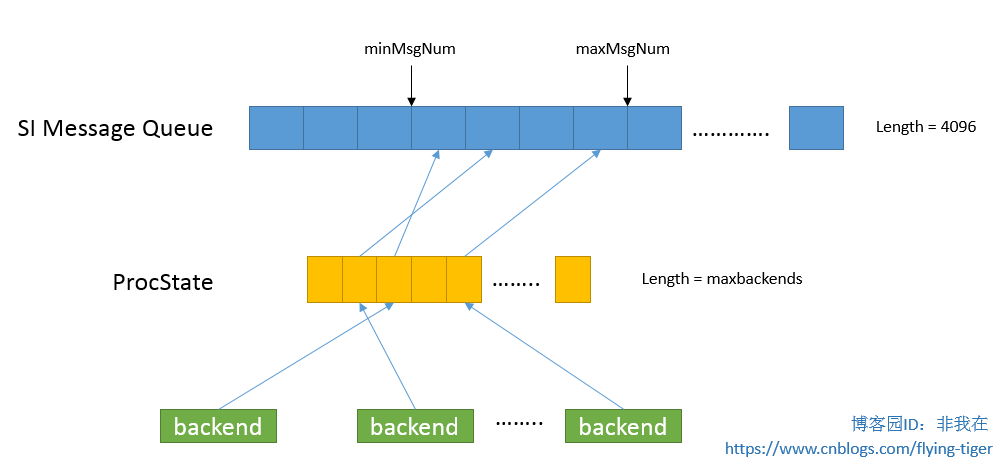 minMsgNum
maxMsgNum
SI Message Queue
………….
Length = 4096
ProcState
……..
Length = maxbackends
backend
backend
……..
backend
博客园ID：非我在
https://www.cnblogs.com/flying-tiger